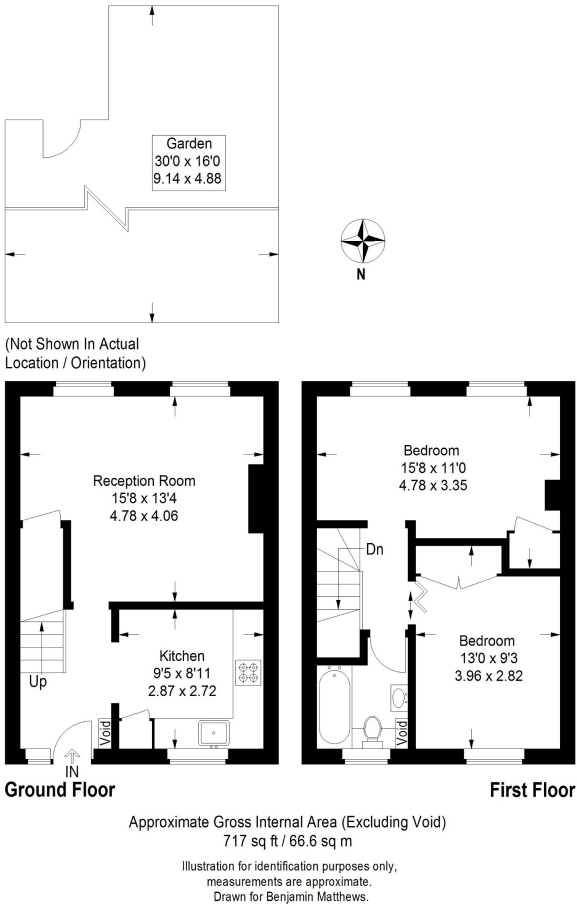 Garden
30'0 x 16'0
9.14 x 4.88
N
(Not Shown In Actual
Location / Orientation)
Reception Room
15'8 x 13'4
4.78 x 4.06
Up
Kitchen
9'5 x 8'11
2.87 x 2.72
Void
IN
Ground Floor
Bedroom
15'8 x 11'0
4.78 x 3.35
Dn
Bedroom
13'0 x 9'3
3.96 x 2.82
Void
First Floor
Approximate Gross Internal Area (Excluding Void)
717 sq ft / 66.6 sq m
Illustration for identification purposes only,
measurements are approximate.
Drawn for Benjamin Matthews.